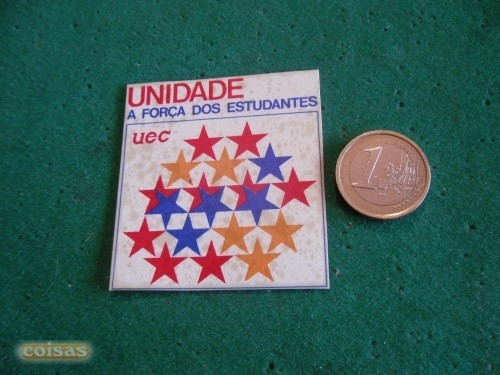 UNIDADE
A FORÇA DOS ESTUDANTES
uec
1
coisas